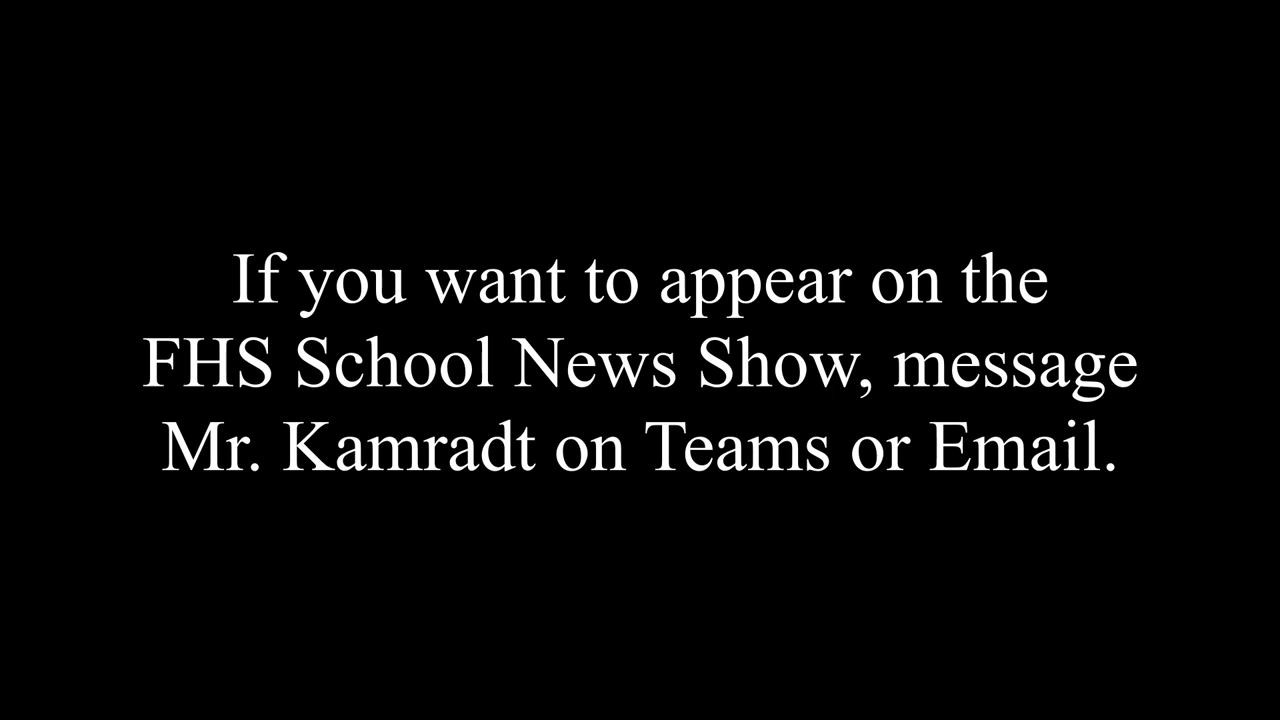 If you want to appear on the
FHS School News Show, message
Mr. Kamradt on Teams or Email.